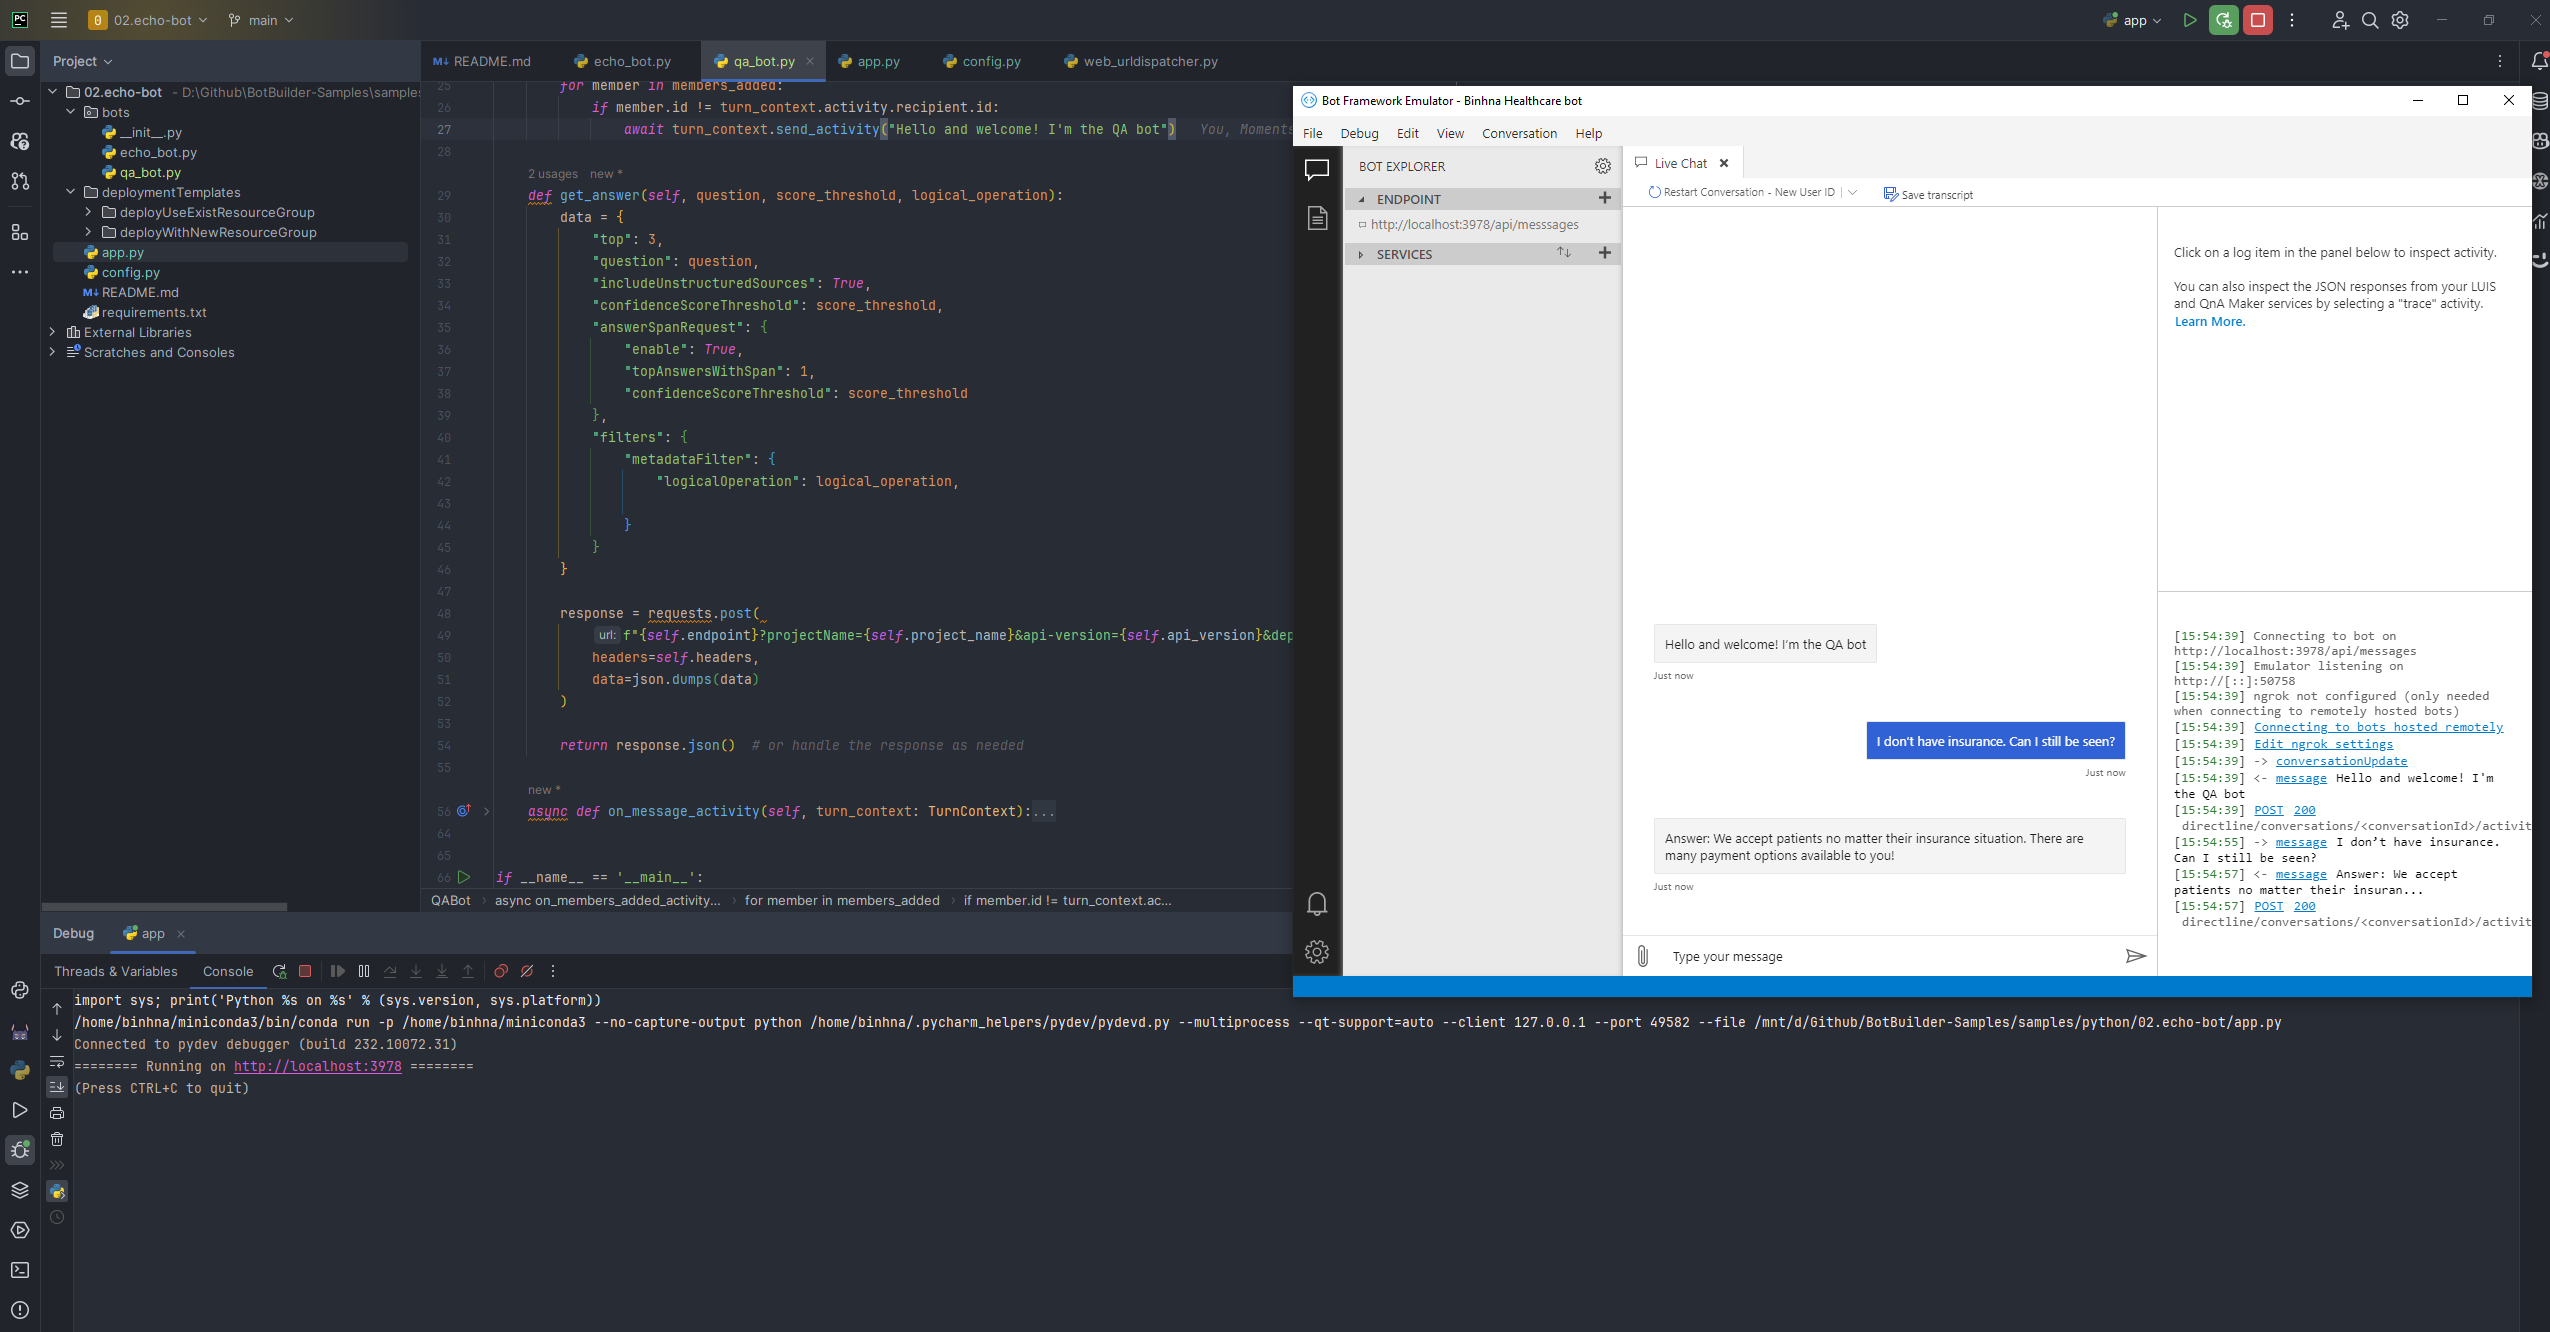 02.echo-bot
main
app
Project
README.md
echo_bot.py
qa_bot.py
app.py
config.py
web_urldispatcher.py
02.echo-bot - D:\Github\BotBuilder-Samples\samples
bots
__init__.py
echo_bot.py
qa_bot.py
deploymentTemplates
deployUseExistResourceGroup
deployWithNewResourceGroup
app.py
config.py
README.md
requirements.txt
External Libraries
Scratches and Consoles
25 for member in members_added:
26 if member.id != turn_context.activity.recipient.id:
27 await turn_context.send_activity("Hello and welcome! I'm the QA bot") You, Moments
28
2 usages new *
29 def get_answer(self, question, score_threshold, logical_operation):
30 data = {
31 "top": 3,
32 "question": question,
33 "includeUnstructuredSources": True,
34 "confidenceScoreThreshold": score_threshold,
35 "answerSpanRequest": {
36 "enable": True,
37 "topAnswersWithSpan": 1,
38 "confidenceScoreThreshold": score_threshold
39 },
40 "filters": {
41 "metadataFilter": {
42 "logicalOperation": logical_operation,
43
44 }
45 }
46 }
47
48 response = requests.post(
49 url: f"{self.endpoint}?projectName={self.project_name}&api-version={self.api_version}&dep
50 headers=self.headers,
51 data=json.dumps(data)
52 )
53
54 return response.json() # or handle the response as needed
55
new *
56 async def on_message_activity(self, turn_context: TurnContext):...
64
65
66 if __name__ == '__main__':
QABot › async on_members_added_activity... › for member in members_added › if member.id != turn_context.ac...
Debug
app
Threads & Variables
Console
import sys; print('Python %s on %s' % (sys.version, sys.platform))
/home/binhna/miniconda3/bin/conda run -p /home/binhna/miniconda3 --no-capture-output python /home/binhna/.pycharm_helpers/pydev/pydevd.py --multiprocess --qt-support=auto --client 127.0.0.1 --port 49582 --file /mnt/d/Github/BotBuilder-Samples/samples/python/02.echo-bot/app.py
Connected to pydev debugger (build 232.10072.31)
======== Running on http://localhost:3978 ========
(Press CTRL+C to quit)
Bot Framework Emulator - Binhna Healthcare bot
File Debug Edit View Conversation Help
BOT EXPLORER
ENDPOINT
http://localhost:3978/api/messsages
SERVICES
Live Chat
Restart Conversation - New User ID
Save transcript
Hello and welcome! I'm the QA bot
Just now
I don't have insurance. Can I still be seen?
Just now
Answer: We accept patients no matter their insurance situation. There are
many payment options available to you!
Just now
Type your message
Click on a log item in the panel below to inspect activity.
You can also inspect the JSON responses from your LUIS
and QnA Maker services by selecting a "trace" activity.
Learn More.
[15:54:39] Connecting to bot on
http://localhost:3978/api/messages
[15:54:39] Emulator listening on
http://[::]:50758
[15:54:39] ngrok not configured (only needed
when connecting to remotely hosted bots)
[15:54:39] Connecting to bots hosted remotely
[15:54:39] Edit ngrok settings
[15:54:39] -> conversationUpdate
[15:54:39] <- message Hello and welcome! I'm
the QA bot
[15:54:39] POST 200
directline/conversations/<conversationId>/activit
[15:54:55] -> message I don't have insurance.
Can I still be seen?
[15:54:57] <- message Answer: We accept
patients no matter their insuran...
[15:54:57] POST 200
directline/conversations/<conversationId>/activit